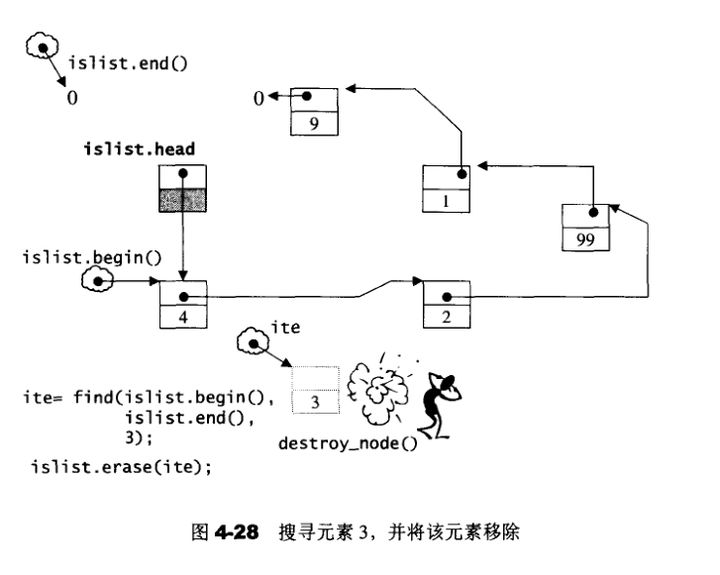 islist.end()
0
0
9
islist.head
1
99
islist.begin()
4
2
ite
3
ite= find(islist.begin(),
islist.end(),
3);
destroy_node()
islist.erase(ite);
图 4-28 搜寻元素 3，并将该元素移除